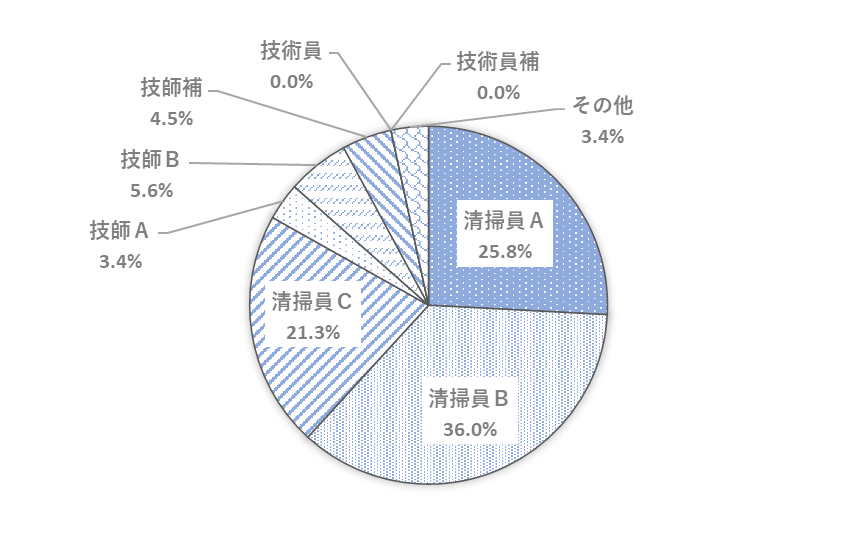 技術員
0.0%
技術員補
0.0%
技師補
4.5%
その他
3.4%
技師Ｂ
5.6%
技師Ａ
3.4%
清掃員Ａ
25.8%
清掃員Ｃ
21.3%
清掃員Ｂ
36.0%